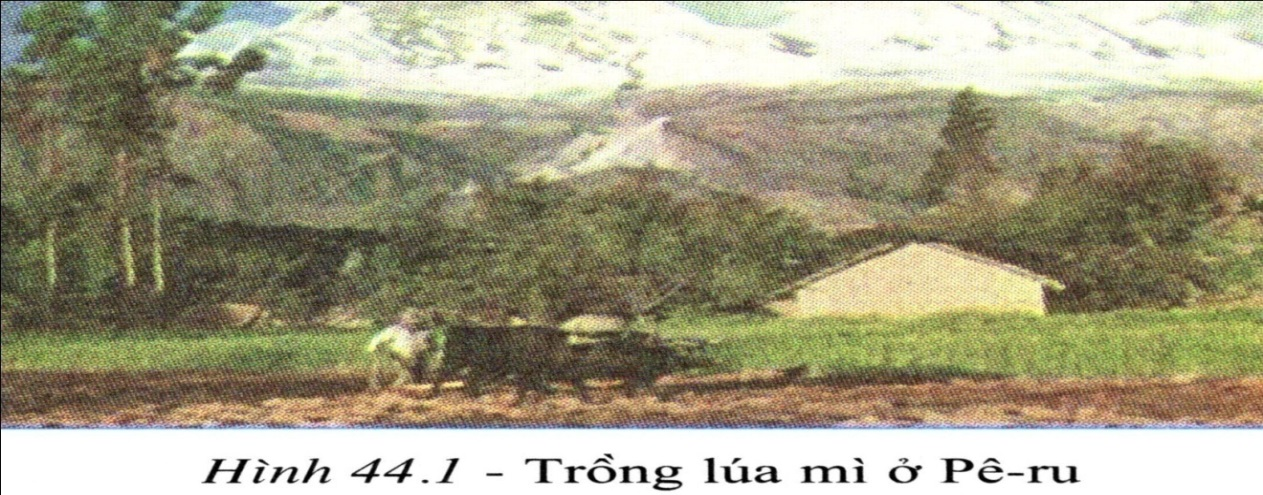 Hình 44.1 - Trồng lúa mì ở Pê-ru